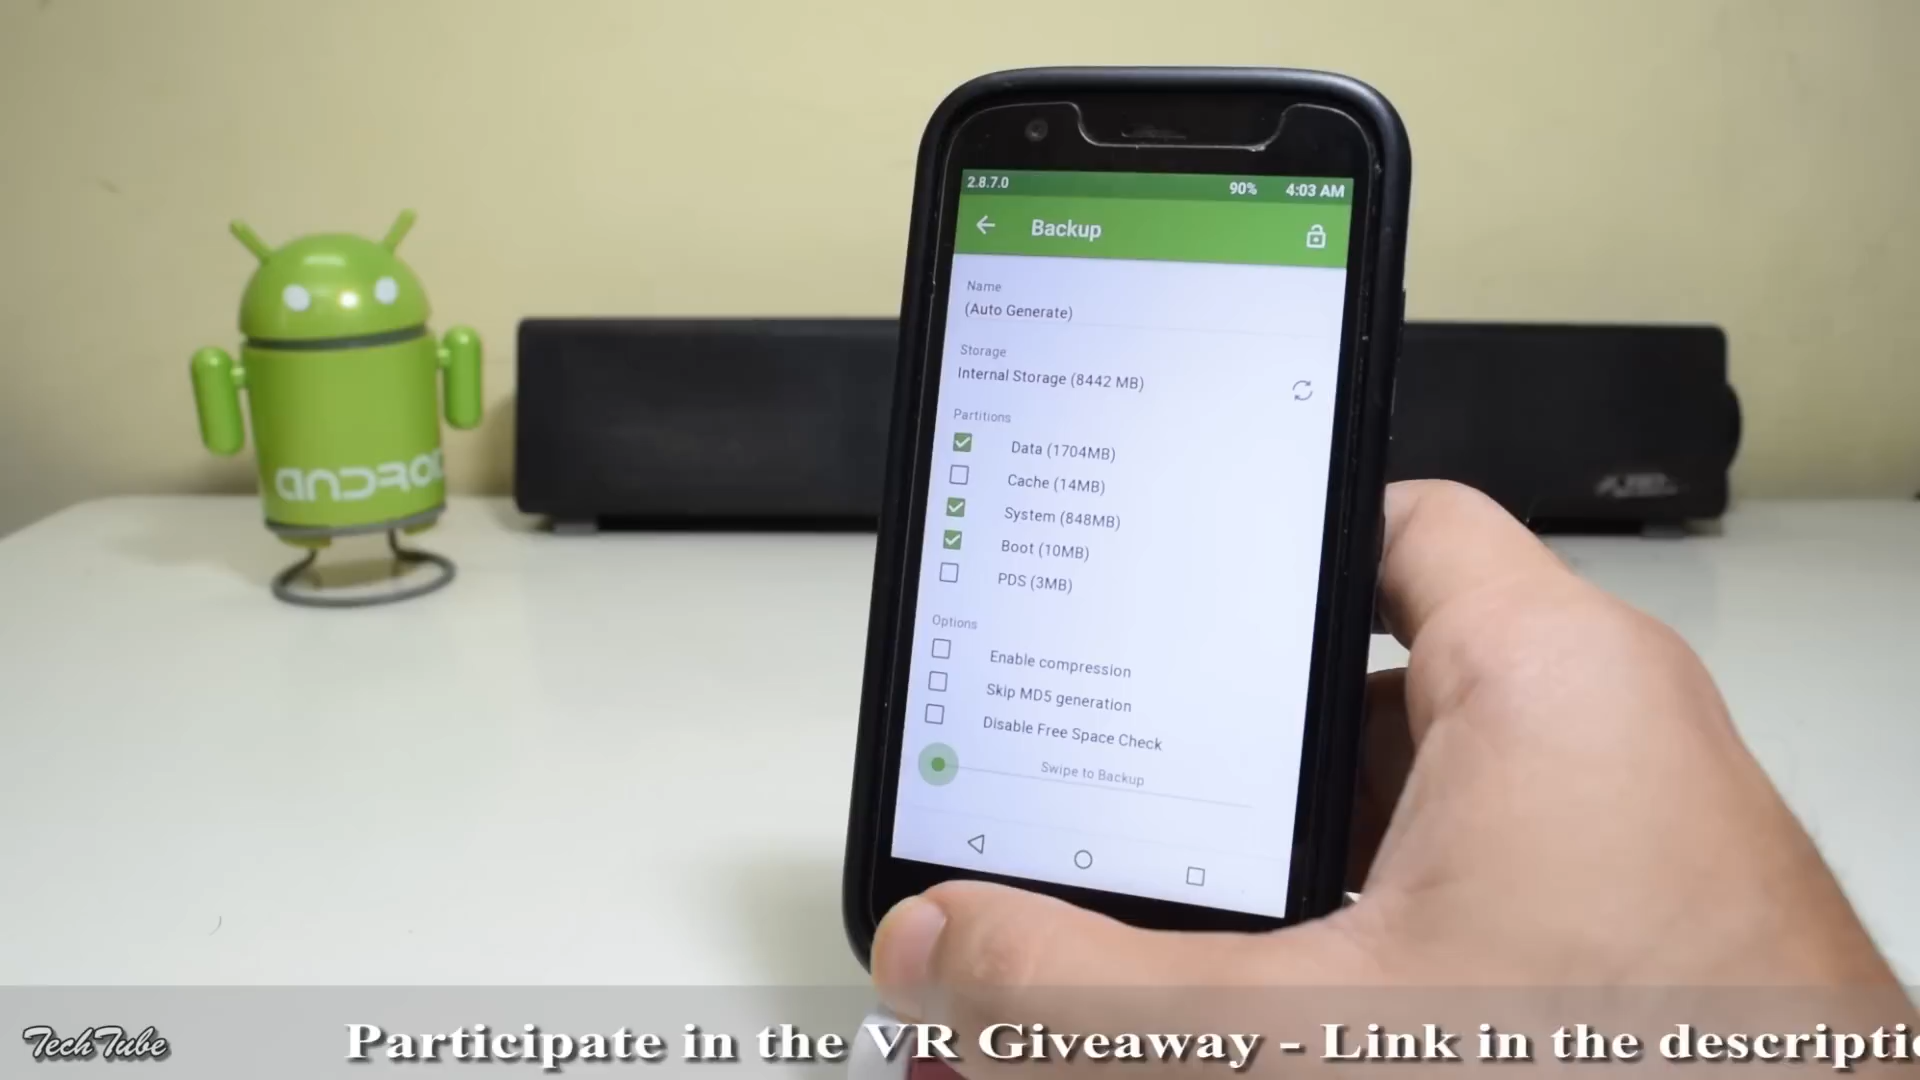 2.8.7.0 90% 4:03 AM
Backup
Name
(Auto Generate)
Storage
Internal Storage (8442 MB)
Partitions
Data (1704MB)
Cache (14MB)
System (848MB)
Boot (10MB)
PDS (3MB)
Options
Enable compression
Skip MD5 generation
Disable Free Space Check
Swipe to Backup
ANDRO
TechTube
Participate in the VR Giveaway - Link in the descripti